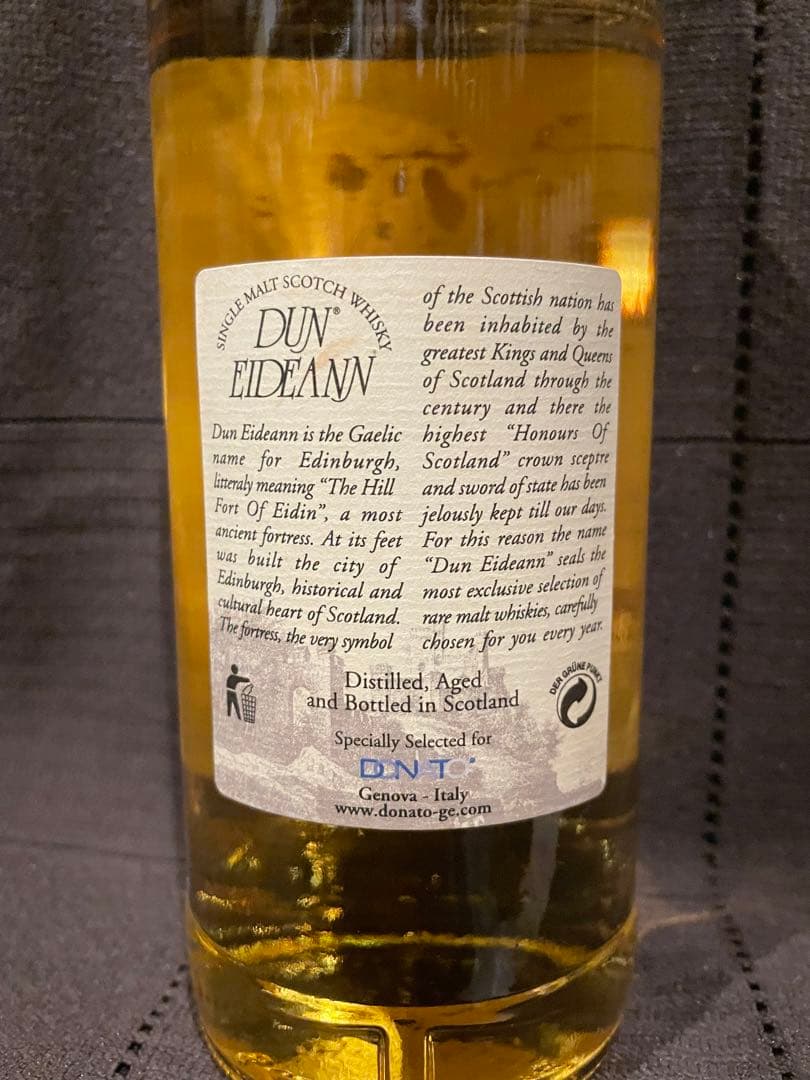 SINGLE MALT SCOTCH WHISKY
DUN®
EIDEANN
Dun Eideann is the Gaelic
name for Edinburgh,
litteraly meaning “The Hill
Fort Of Eidin”, a most
ancient fortress. At its feet
was built the city of
Edinburgh, historical and
cultural heart of Scotland.
The fortress, the very symbol
of the Scottish nation has
been inhabited by the
greatest Kings and Queens
of Scotland through the
century and there the
highest “Honours Of
Scotland” crown sceptre
and sword of state has been
jelously kept till our days.
For this reason the name
“Dun Eideann” seals the
most exclusive selection of
rare malt whiskies, carefully
chosen for you every year.
Distilled, Aged
and Bottled in Scotland
DER GRÜNE PUNKT
Specially Selected for
Genova - Italy
www.donato-ge.com